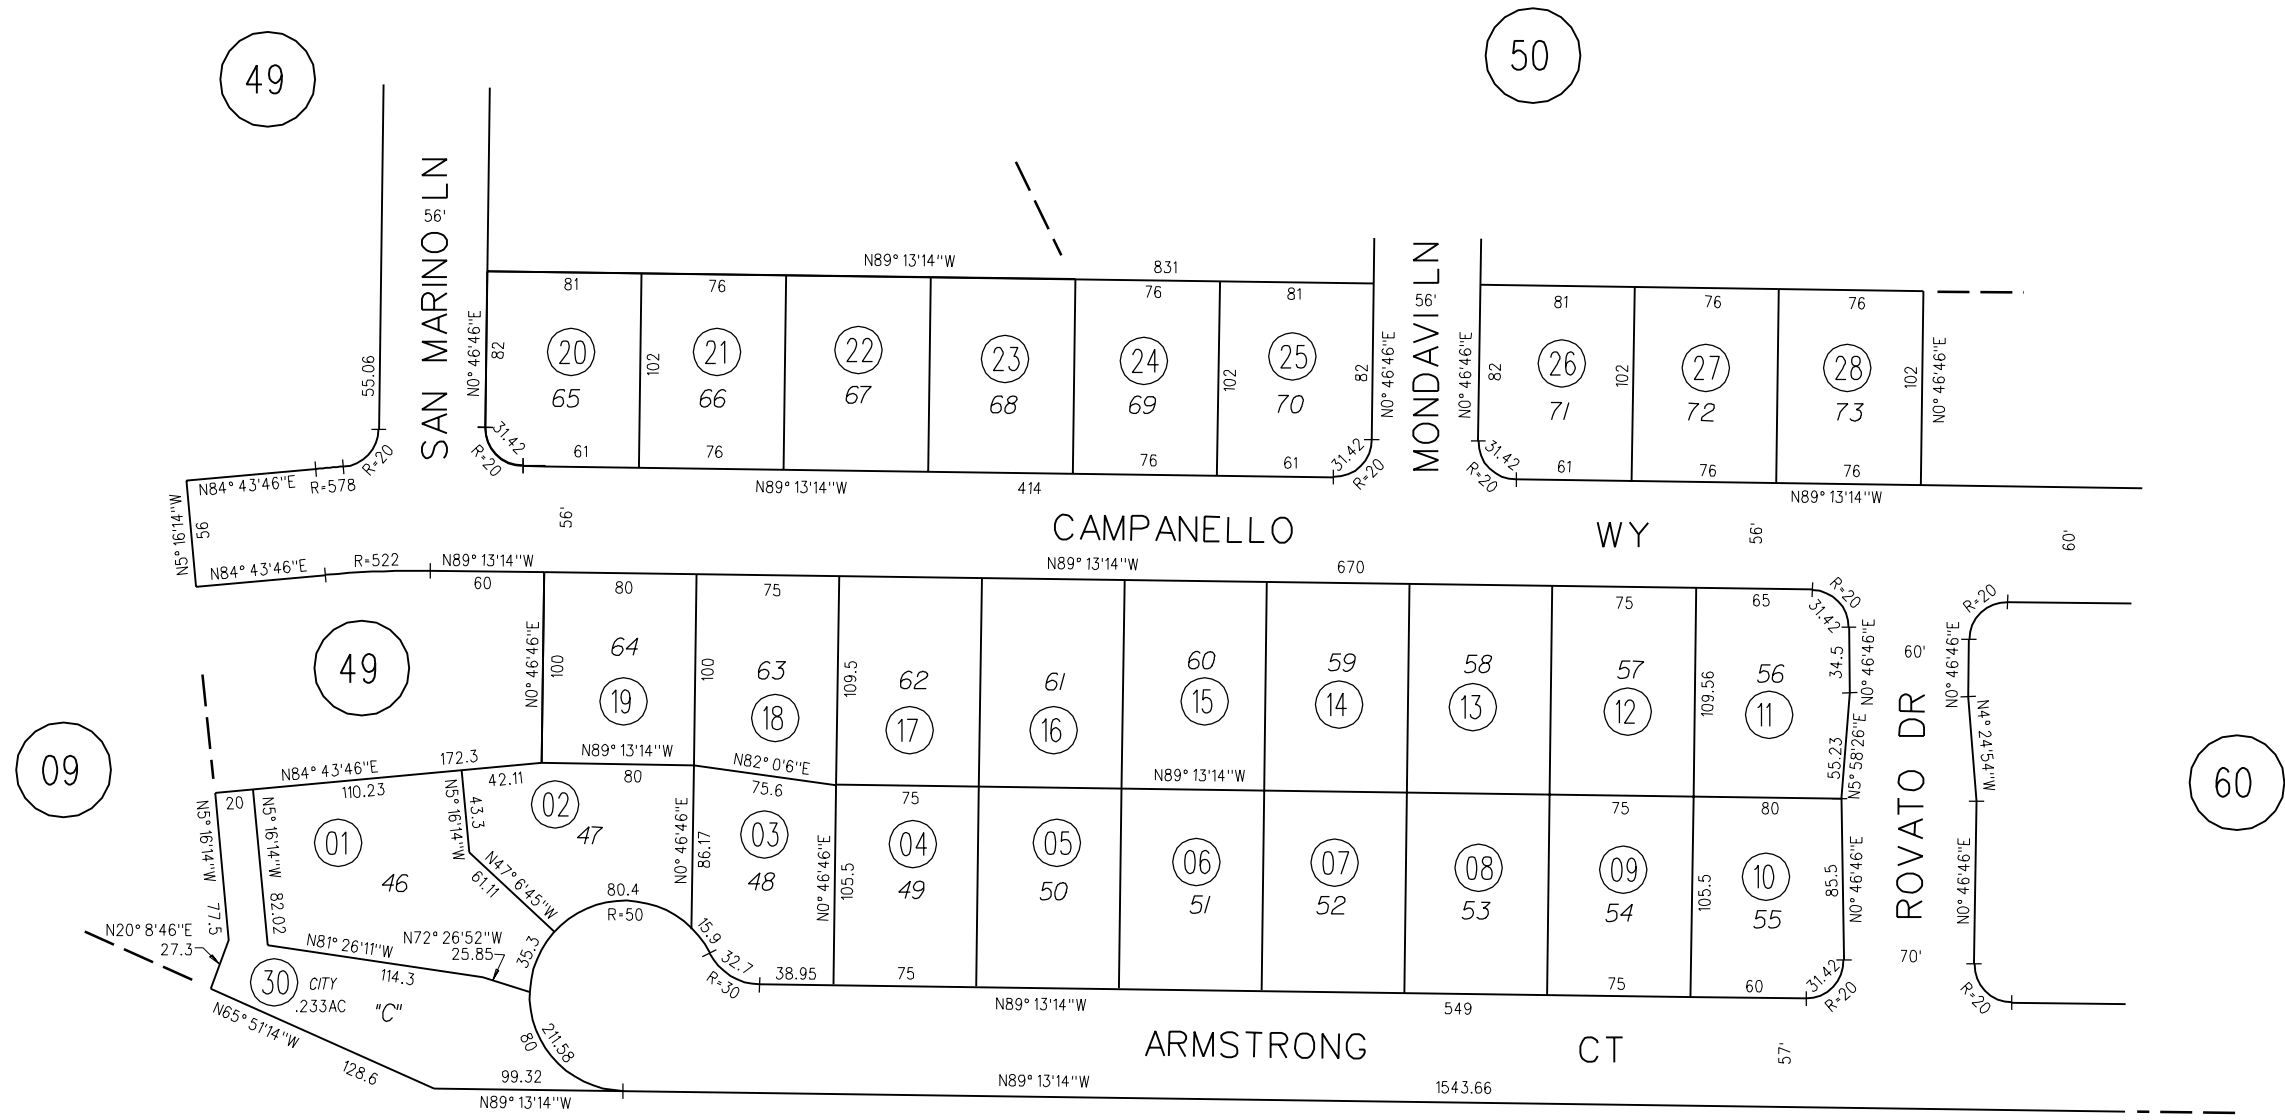 49
50
SAN MARINO LN
56'
MONDAVI LN
56'
N89° 13'14"W
831
81
76
76
81
81
76
76
55.06
N0° 46'46"E
82
20
65
102
21
66
22
67
23
68
24
69
102
25
70
82
N0° 46'46"E
N0° 46'46"E
82
26
71
102
27
72
28
73
102
N0° 46'46"E
R=20
31.42
R=20
61
76
76
61
31.42
R=20
31.42
R=20
61
76
76
N84° 43'46"E
R=578
N89° 13'14"W
414
N89° 13'14"W
N5° 16'14"W
56
56'
CAMPANELLO WY
56'
60'
N84° 43'46"E
R=522
N89° 13'14"W
N89° 13'14"W
670
60
80
75
75
65
R=20
31.42
R=20
49
N0° 46'46"E
100
64
19
100
63
18
109.5
62
17
61
16
60
15
59
14
58
13
57
12
109.56
56
11
34.5
N0° 46'46"E
60'
N0° 46'46"E
55.23
N5° 58'26"E
ROVATO DR
N4° 24'54"W
09
60
N84° 43'46"E
172.3
N89° 13'14"W
N82° 0'6"E
N89° 13'14"W
20
110.23
42.11
80
75.6
75
75
80
N5° 16'14"W
77.5
N5° 16'14"W
82.02
01
46
N5° 16'14"W
43.3
02
47
N47° 6'45"W
61.11
N0° 46'46"E
86.17
03
48
N0° 46'46"E
105.5
04
49
05
50
06
51
07
52
08
53
09
54
105.5
10
55
85.5
N0° 46'46"E
N0° 46'46"E
80.4
R=50
N20° 8'46"E
27.3
N81° 26'11"W
114.3
N72° 26'52"W
25.85
35.3
15.9
32.7
R=30
38.95
75
75
60
31.42
R=20
70'
R=20
30
CITY
.233AC
"C"
N65° 51'14"W
128.6
80
211.58
N89° 13'14"W
549
ARMSTRONG CT
57'
99.32
N89° 13'14"W
N89° 13'14"W
1543.66